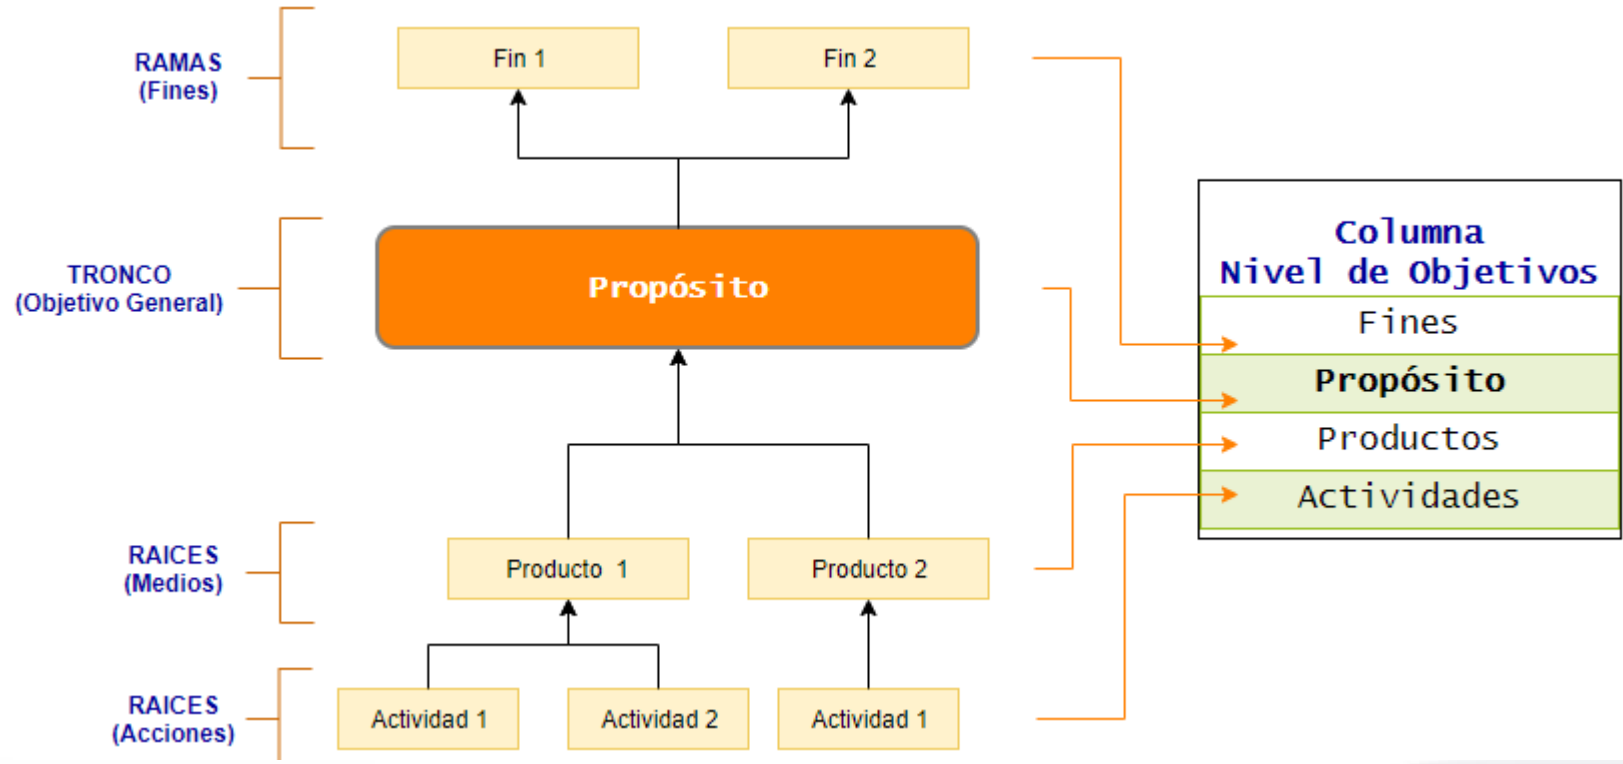 RAMAS
(Fines)
Fin 1
Fin 2
TRONCO
(Objetivo General)
Propósito
RAICES
(Medios)
Producto 1
Producto 2
RAICES
(Acciones)
Actividad 1
Actividad 2
Actividad 1
Columna
Nivel de Objetivos
Fines
Propósito
Productos
Actividades